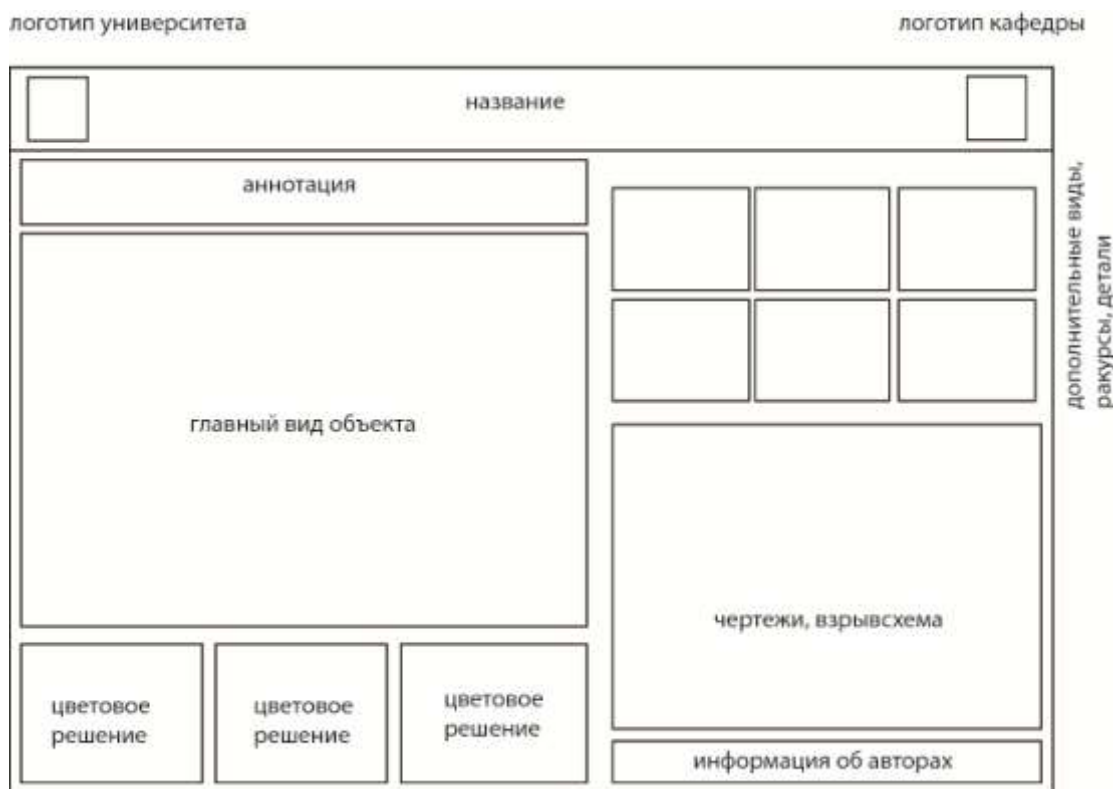 логотип университета
логотип кафедры
название
аннотация
дополнительные виды,
ракурсы, детали
главный вид объекта
чертежи, взрывсхема
цветовое
решение
цветовое
решение
цветовое
решение
информация об авторах